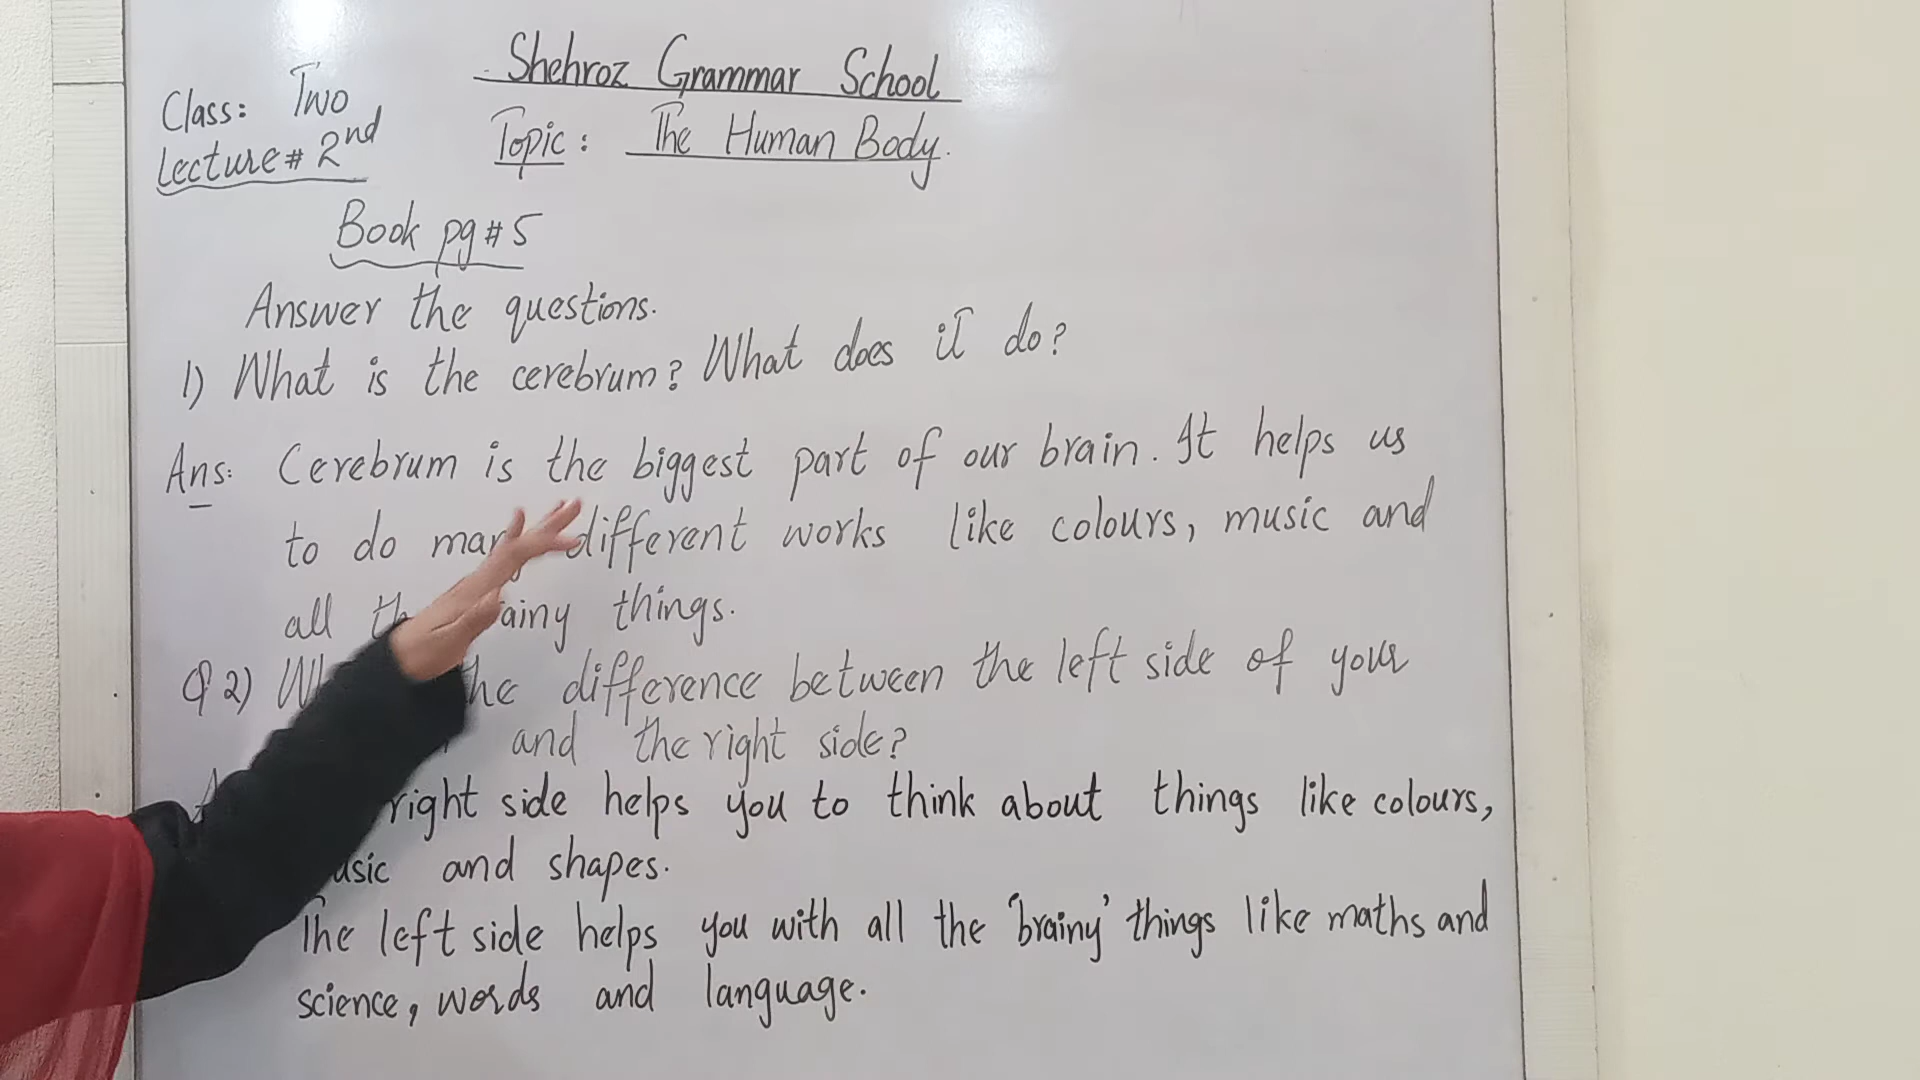 Shehroz Grammar School
Class: Two
Lecture# 2nd
Topic: The Human Body.
Book pg # 5
Answer the questions.
1) What is the cerebrum? What does it do?
Ans: Cerebrum is the biggest part of our brain. It helps us
to do many different works like colours, music and
all things.
Q 2) the difference between the left side of your
and the right side?
right side helps you to think about things like colours,
music and shapes.
The left side helps you with all the 'brainy' things like maths and
science, words and language.